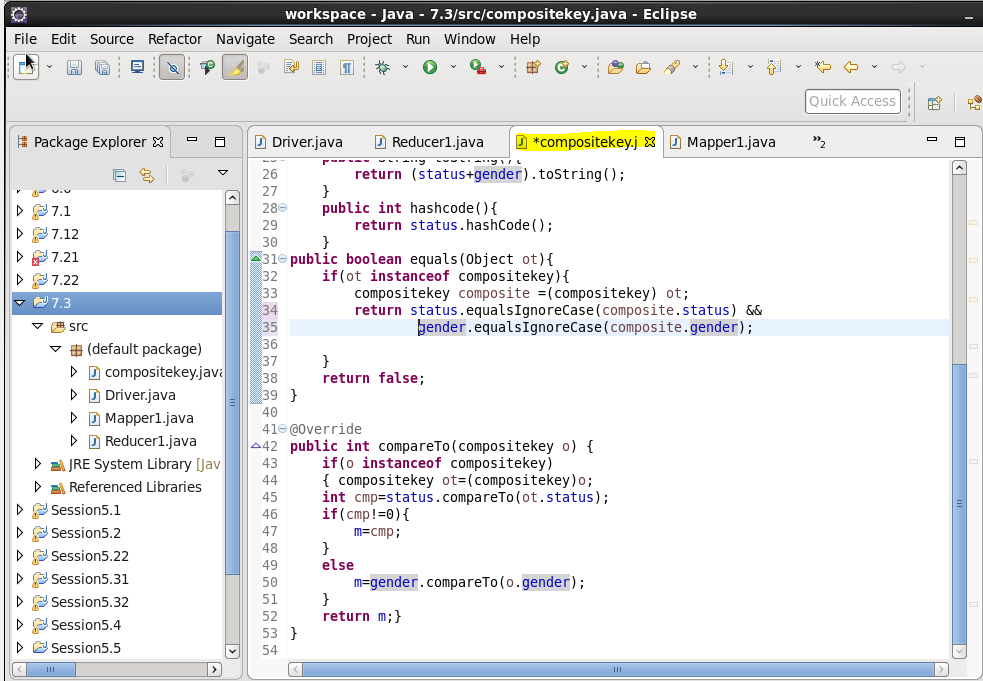 workspace - Java - 7.3/src/compositekey.java - Eclipse
File Edit Source Refactor Navigate Search Project Run Window Help
Quick Access
Package Explorer
Driver.java
Reducer1.java
*compositekey.j
Mapper1.java
»2
6.6
7.1
7.12
7.21
7.22
7.3
src
(default package)
compositekey.java
Driver.java
Mapper1.java
Reducer1.java
JRE System Library [Jav
Referenced Libraries
Session5.1
Session5.2
Session5.22
Session5.31
Session5.32
Session5.4
Session5.5
25 public String toString(){
26 return (status+gender).toString();
27 }
28 public int hashcode(){
29 return status.hashCode();
30 }
31 public boolean equals(Object ot){
32 if(ot instanceof compositekey){
33 compositekey composite =(compositekey) ot;
34 return status.equalsIgnoreCase(composite.status) &&
35 gender.equalsIgnoreCase(composite.gender);
36
37 }
38 return false;
39 }
40
41 @Override
42 public int compareTo(compositekey o) {
43 if(o instanceof compositekey)
44 { compositekey ot=(compositekey)o;
45 int cmp=status.compareTo(ot.status);
46 if(cmp!=0){
47 m=cmp;
48 }
49 else
50 m=gender.compareTo(o.gender);
51 }
52 return m;}
53 }
54